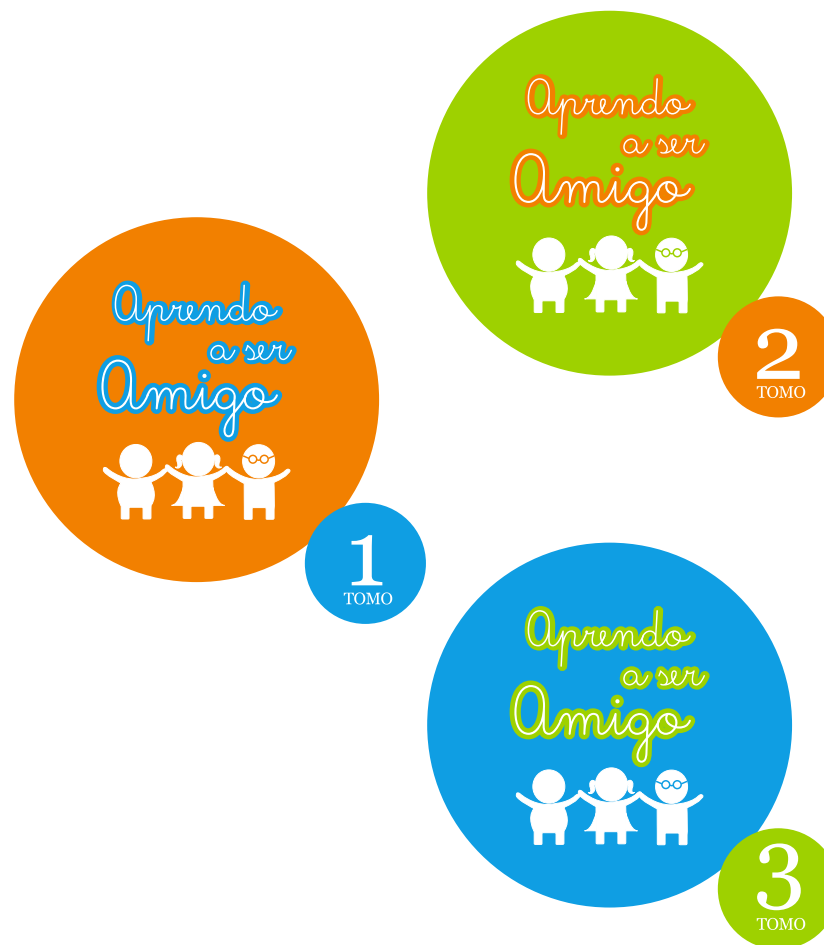 Aprendo
a ser
Amigo
1
TOMO
Aprendo
a ser
Amigo
2
TOMO
Aprendo
a ser
Amigo
3
TOMO